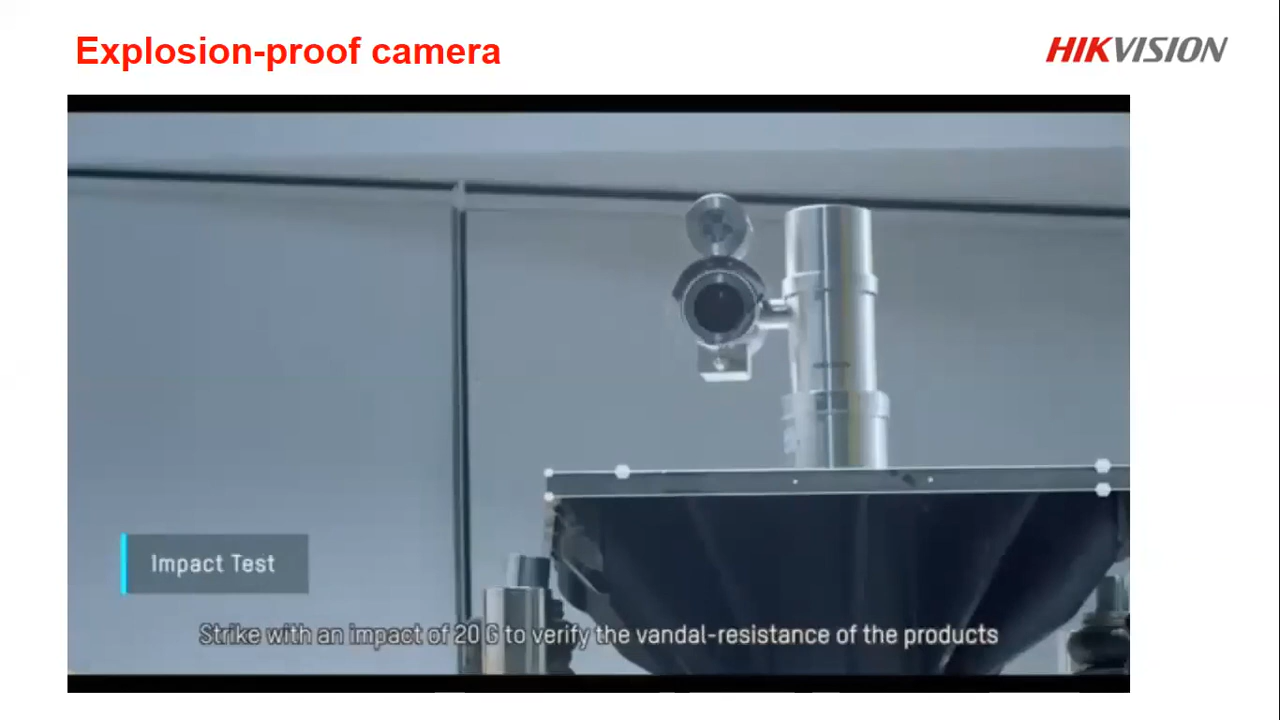 Explosion-proof camera
HIKVISION
Impact Test
Strike with an impact of 20 G to verify the vandal-resistance of the products